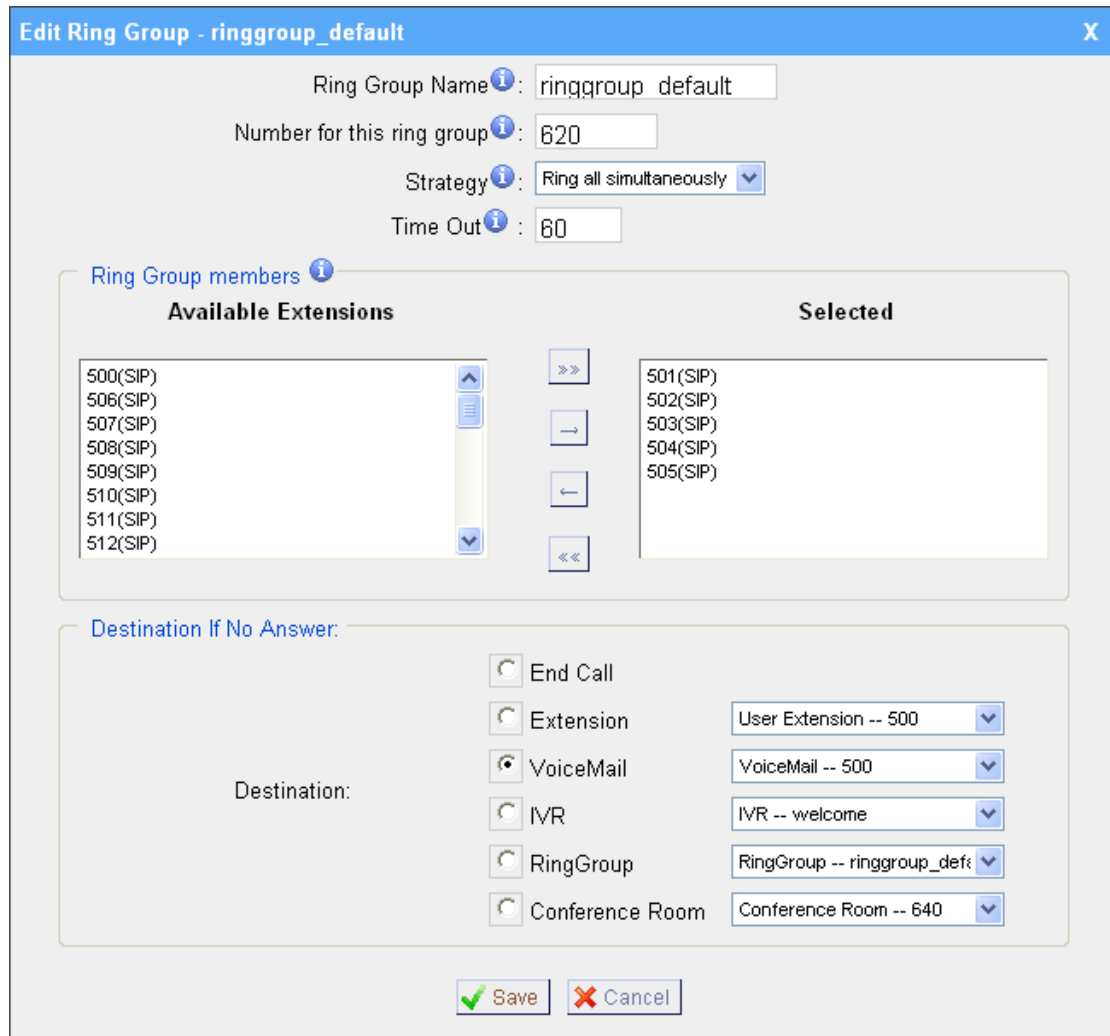 Edit Ring Group - ringgroup_default X
Ring Group Name i : ringgroup_default
Number for this ring group i : 620
Strategy i : Ring all simultaneously
Time Out i : 60
Ring Group members i
Available Extensions Selected
500(SIP)
506(SIP)
507(SIP)
508(SIP)
509(SIP)
510(SIP)
511(SIP)
512(SIP)
»»
→
←
««
501(SIP)
502(SIP)
503(SIP)
504(SIP)
505(SIP)
Destination If No Answer:
Destination:
End Call
Extension User Extension -- 500
VoiceMail VoiceMail -- 500
IVR IVR -- welcome
RingGroup RingGroup -- ringgroup_defa
Conference Room Conference Room -- 640
Save Cancel